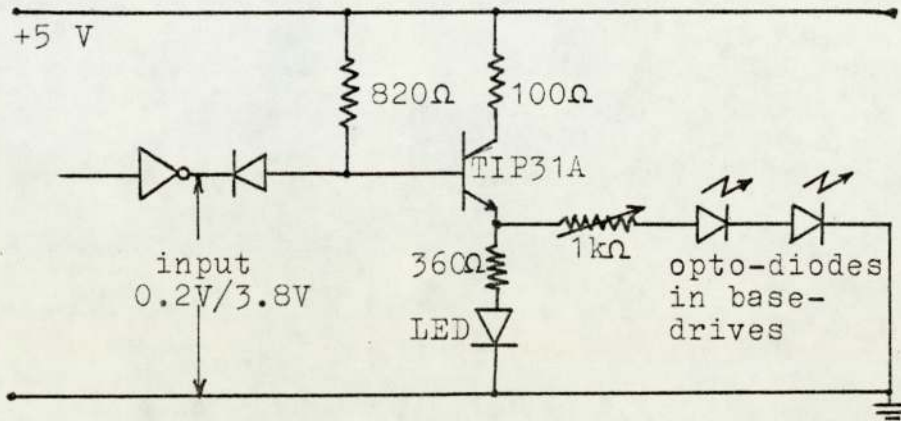 +5 V
820Ω
100Ω
TIP31A
input
0.2V/3.8V
360Ω
1kΩ
LED
opto-diodes
in base-
drives